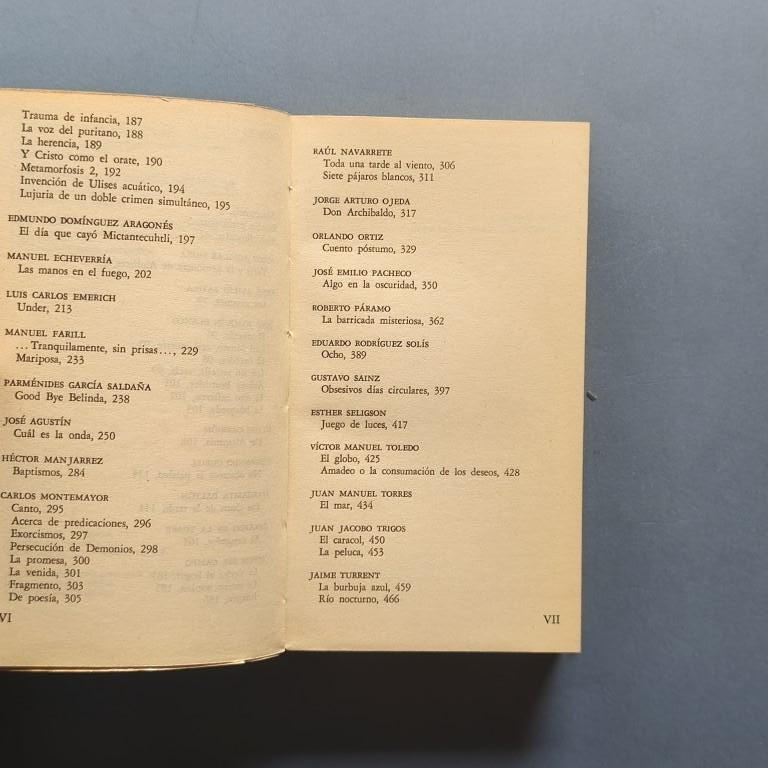 Trauma de infancia, 187
La voz del puritano, 188
La herencia, 189
Y Cristo como el orate, 190
Metamorfosis 2, 192
Invención de Ulises acuático, 194
Lujuria de un doble crimen simultáneo, 195
EDMUNDO DOMÍNGUEZ ARAGONÉS
El día que cayó Mictantecuhtli, 197
MANUEL ECHEVERRÍA
Las manos en el fuego, 202
LUIS CARLOS EMERICH
Under, 213
MANUEL FARILL
...Tranquilamente, sin prisas..., 229
Mariposa, 233
PARMÉNIDES GARCÍA SALDAÑA
Good Bye Belinda, 238
JOSÉ AGUSTÍN
Cuál es la onda, 250
HÉCTOR MANJARREZ
Baptismos, 284
CARLOS MONTEMAYOR
Canto, 295
Acerca de predicaciones, 296
Exorcismos, 297
Persecución de Demonios, 298
La promesa, 300
La venida, 301
Fragmento, 303
De poesía, 305
VI
RAÚL NAVARRETE
Toda una tarde al viento, 306
Siete pájaros blancos, 311
JORGE ARTURO OJEDA
Don Archibaldo, 317
ORLANDO ORTIZ
Cuento póstumo, 329
JOSÉ EMILIO PACHECO
Algo en la oscuridad, 350
ROBERTO PÁRAMO
La barricada misteriosa, 362
EDUARDO RODRÍGUEZ SOLÍS
Ocho, 389
GUSTAVO SAINZ
Obsesivos días circulares, 397
ESTHER SELIGSON
Juego de luces, 417
VÍCTOR MANUEL TOLEDO
El globo, 425
Amadeo o la consumación de los deseos, 428
JUAN MANUEL TORRES
El mar, 434
JUAN JACOBO TRIGOS
El caracol, 450
La peluca, 453
JAIME TURRENT
La burbuja azul, 459
Río nocturno, 466
VII